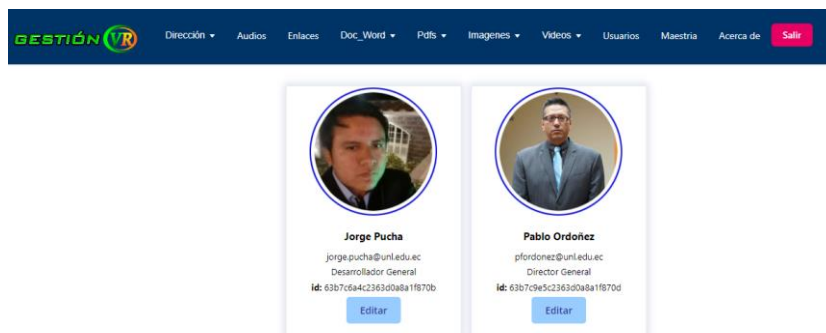 GESTIÓN VR
Dirección Audios Enlaces Doc_Word Pdfs Imagenes Videos Usuarios Maestria Acerca de Salir
Jorge Pucha
jorge.pucha@unl.edu.ec
Desarrollador General
id: 63b7c6a4c2363d0a8a1f870b
Editar
Pablo Ordoñez
pfordonez@unl.edu.ec
Director General
id: 63b7c9e5c2363d0a8a1f870d
Editar